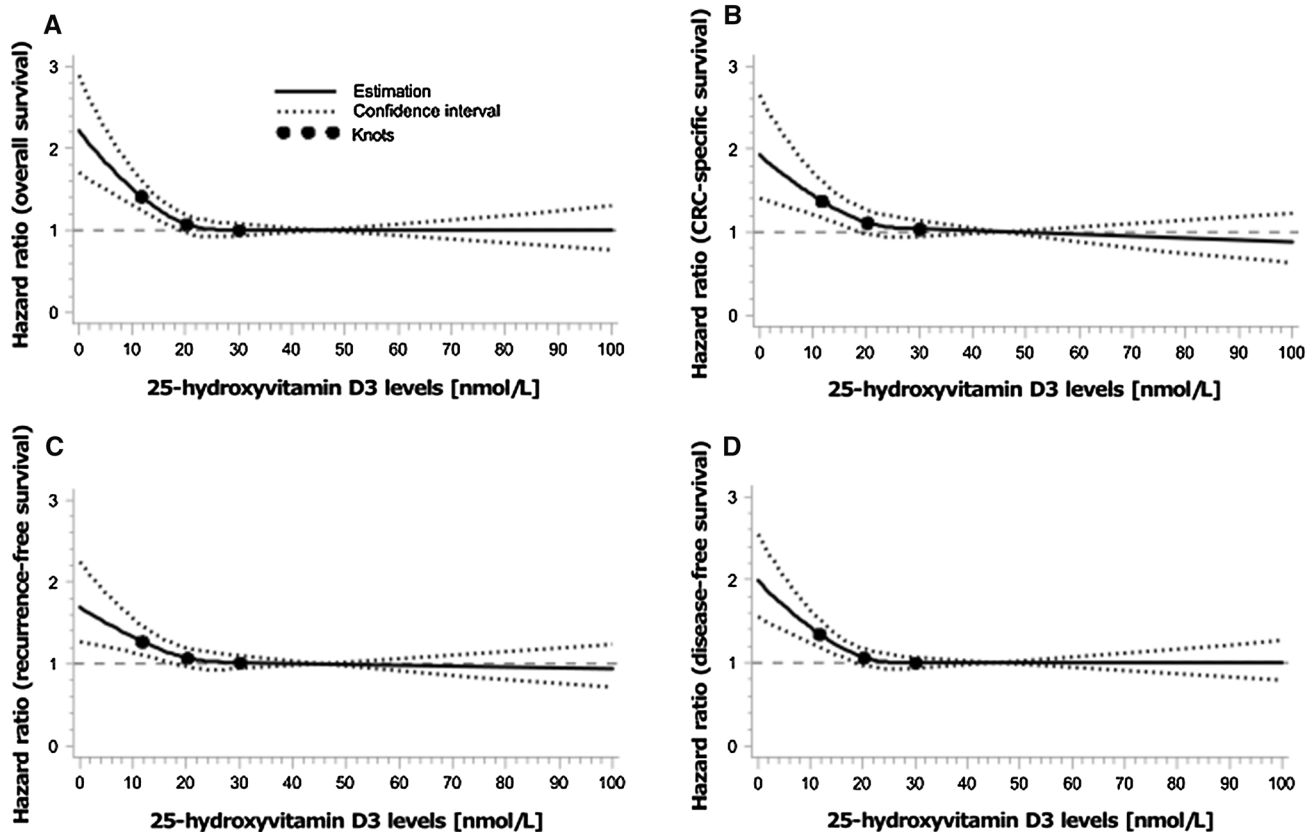 A
Hazard ratio (overall survival)
3
2
1
0
Estimation
Confidence interval
Knots
0 10 20 30 40 50 60 70 80 90 100
25-hydroxyvitamin D3 levels [nmol/L]
B
Hazard ratio (CRC-specific survival)
3
2
1
0
0 10 20 30 40 50 60 70 80 90 100
25-hydroxyvitamin D3 levels [nmol/L]
C
Hazard ratio (recurrence-free survival)
3
2
1
0
0 10 20 30 40 50 60 70 80 90 100
25-hydroxyvitamin D3 levels [nmol/L]
D
Hazard ratio (disease-free survival)
3
2
1
0
0 10 20 30 40 50 60 70 80 90 100
25-hydroxyvitamin D3 levels [nmol/L]